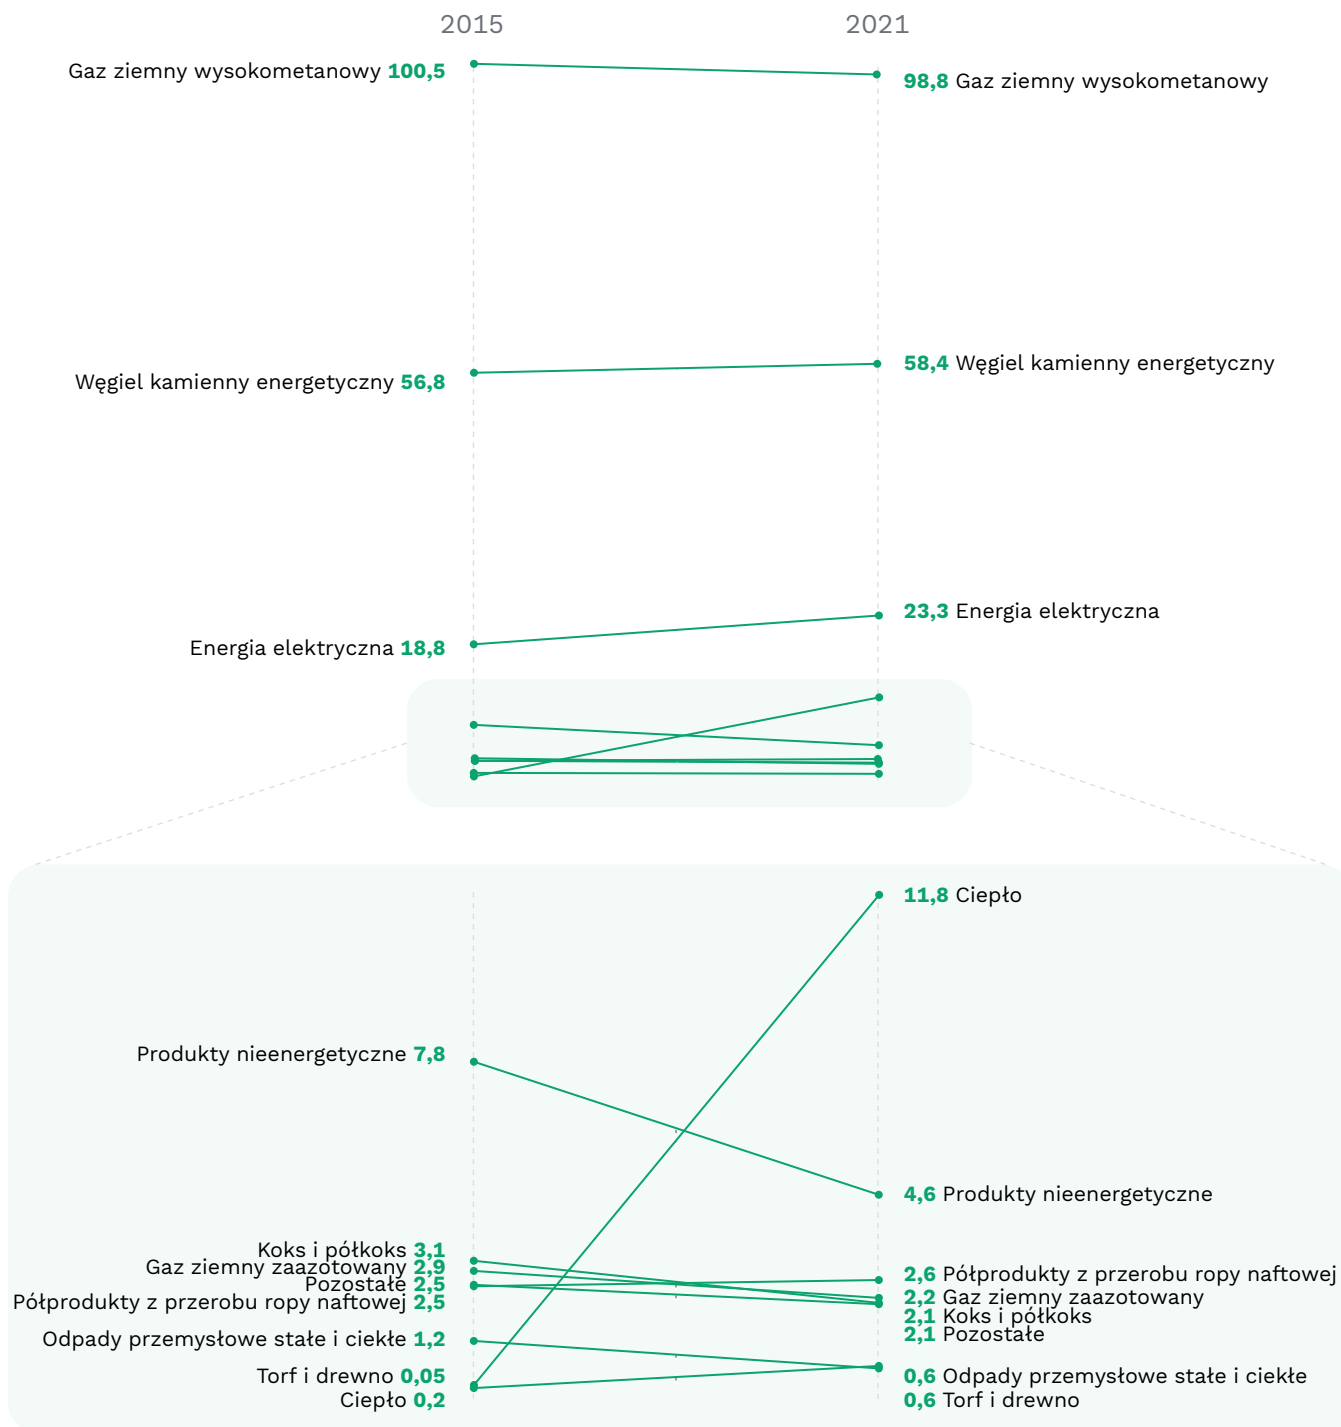 2015
2021
Gaz ziemny wysokometanowy 100,5
98,8 Gaz ziemny wysokometanowy
Węgiel kamienny energetyczny 56,8
58,4 Węgiel kamienny energetyczny
Energia elektryczna 18,8
23,3 Energia elektryczna
11,8 Ciepło
Produkty nieenergetyczne 7,8
4,6 Produkty nieenergetyczne
Koks i półkoks 3,1
Gaz ziemny zaazotowany 2,9
Pozostałe 2,5
Półprodukty z przerobu ropy naftowej 2,5
2,6 Półprodukty z przerobu ropy naftowej
2,2 Gaz ziemny zaazotowany
2,1 Koks i półkoks
2,1 Pozostałe
Odpady przemysłowe stałe i ciekłe 1,2
Torf i drewno 0,05
Ciepło 0,2
0,6 Odpady przemysłowe stałe i ciekłe
0,6 Torf i drewno